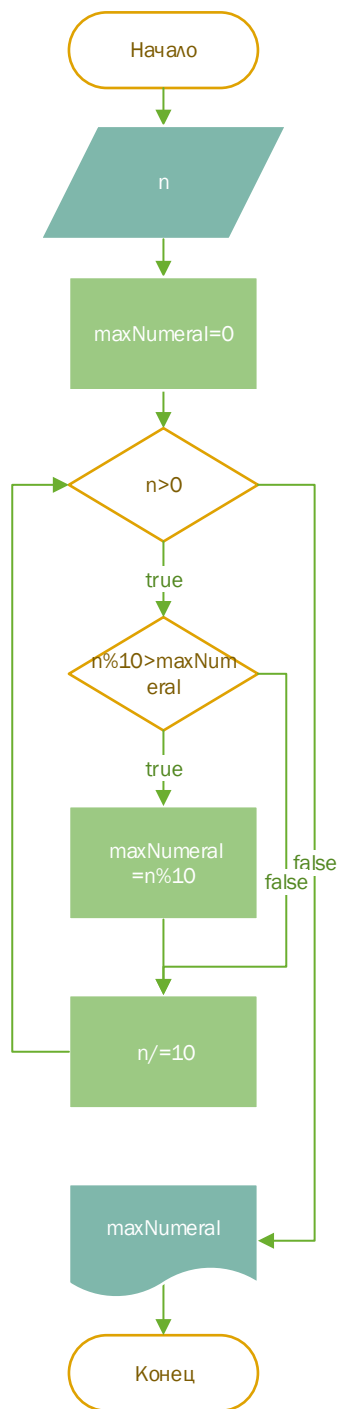 Начало
n
maxNumeral=0
n>0
true
n%10>maxNum
eral
true
maxNumeral
=n%10
false
false
n/=10
maxNumeral
Конец